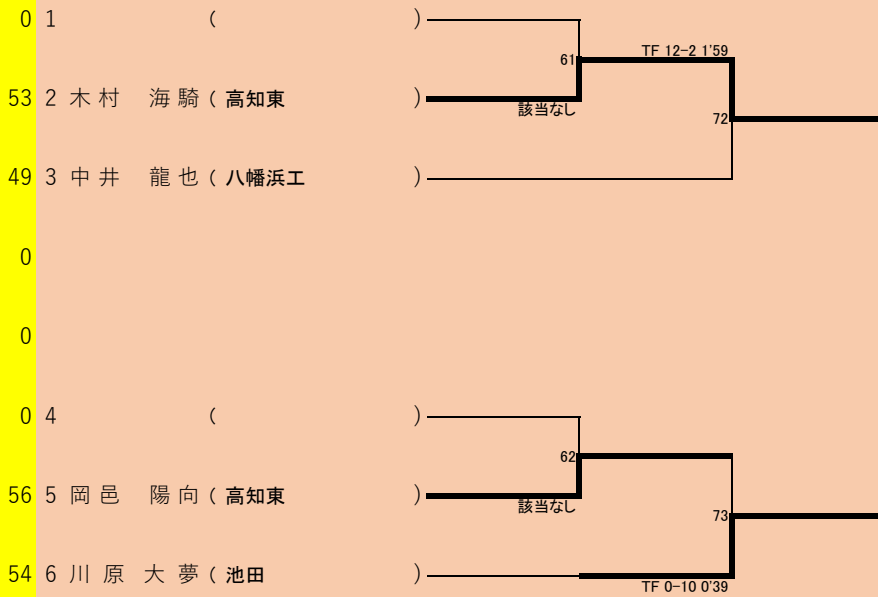 0 1 ( )
TF 12-2 1'59
61
53 2 木村 海騎 ( 高知東 )
該当なし
72
49 3 中井 龍也 ( 八幡浜工 )
0
0
0 4 ( )
62
56 5 岡邑 陽向 ( 高知東 )
該当なし
73
54 6 川原 大夢 ( 池田 )
TF 0-10 0'39